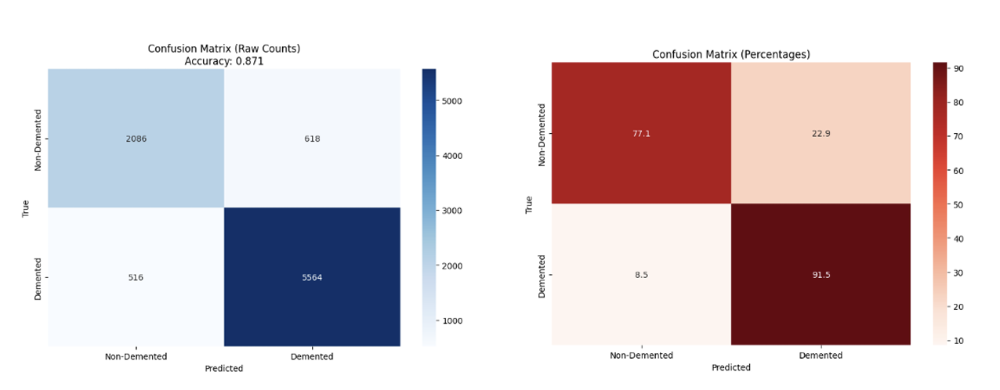 Confusion Matrix (Raw Counts)
Accuracy: 0.871
Non-Demented
2086
618
True
Demented
516
5564
Non-Demented
Demented
Predicted
5000
4000
3000
2000
1000
Confusion Matrix (Percentages)
Non-Demented
77.1
22.9
True
Demented
8.5
91.5
Non-Demented
Demented
Predicted
90
80
70
60
50
40
30
20
10